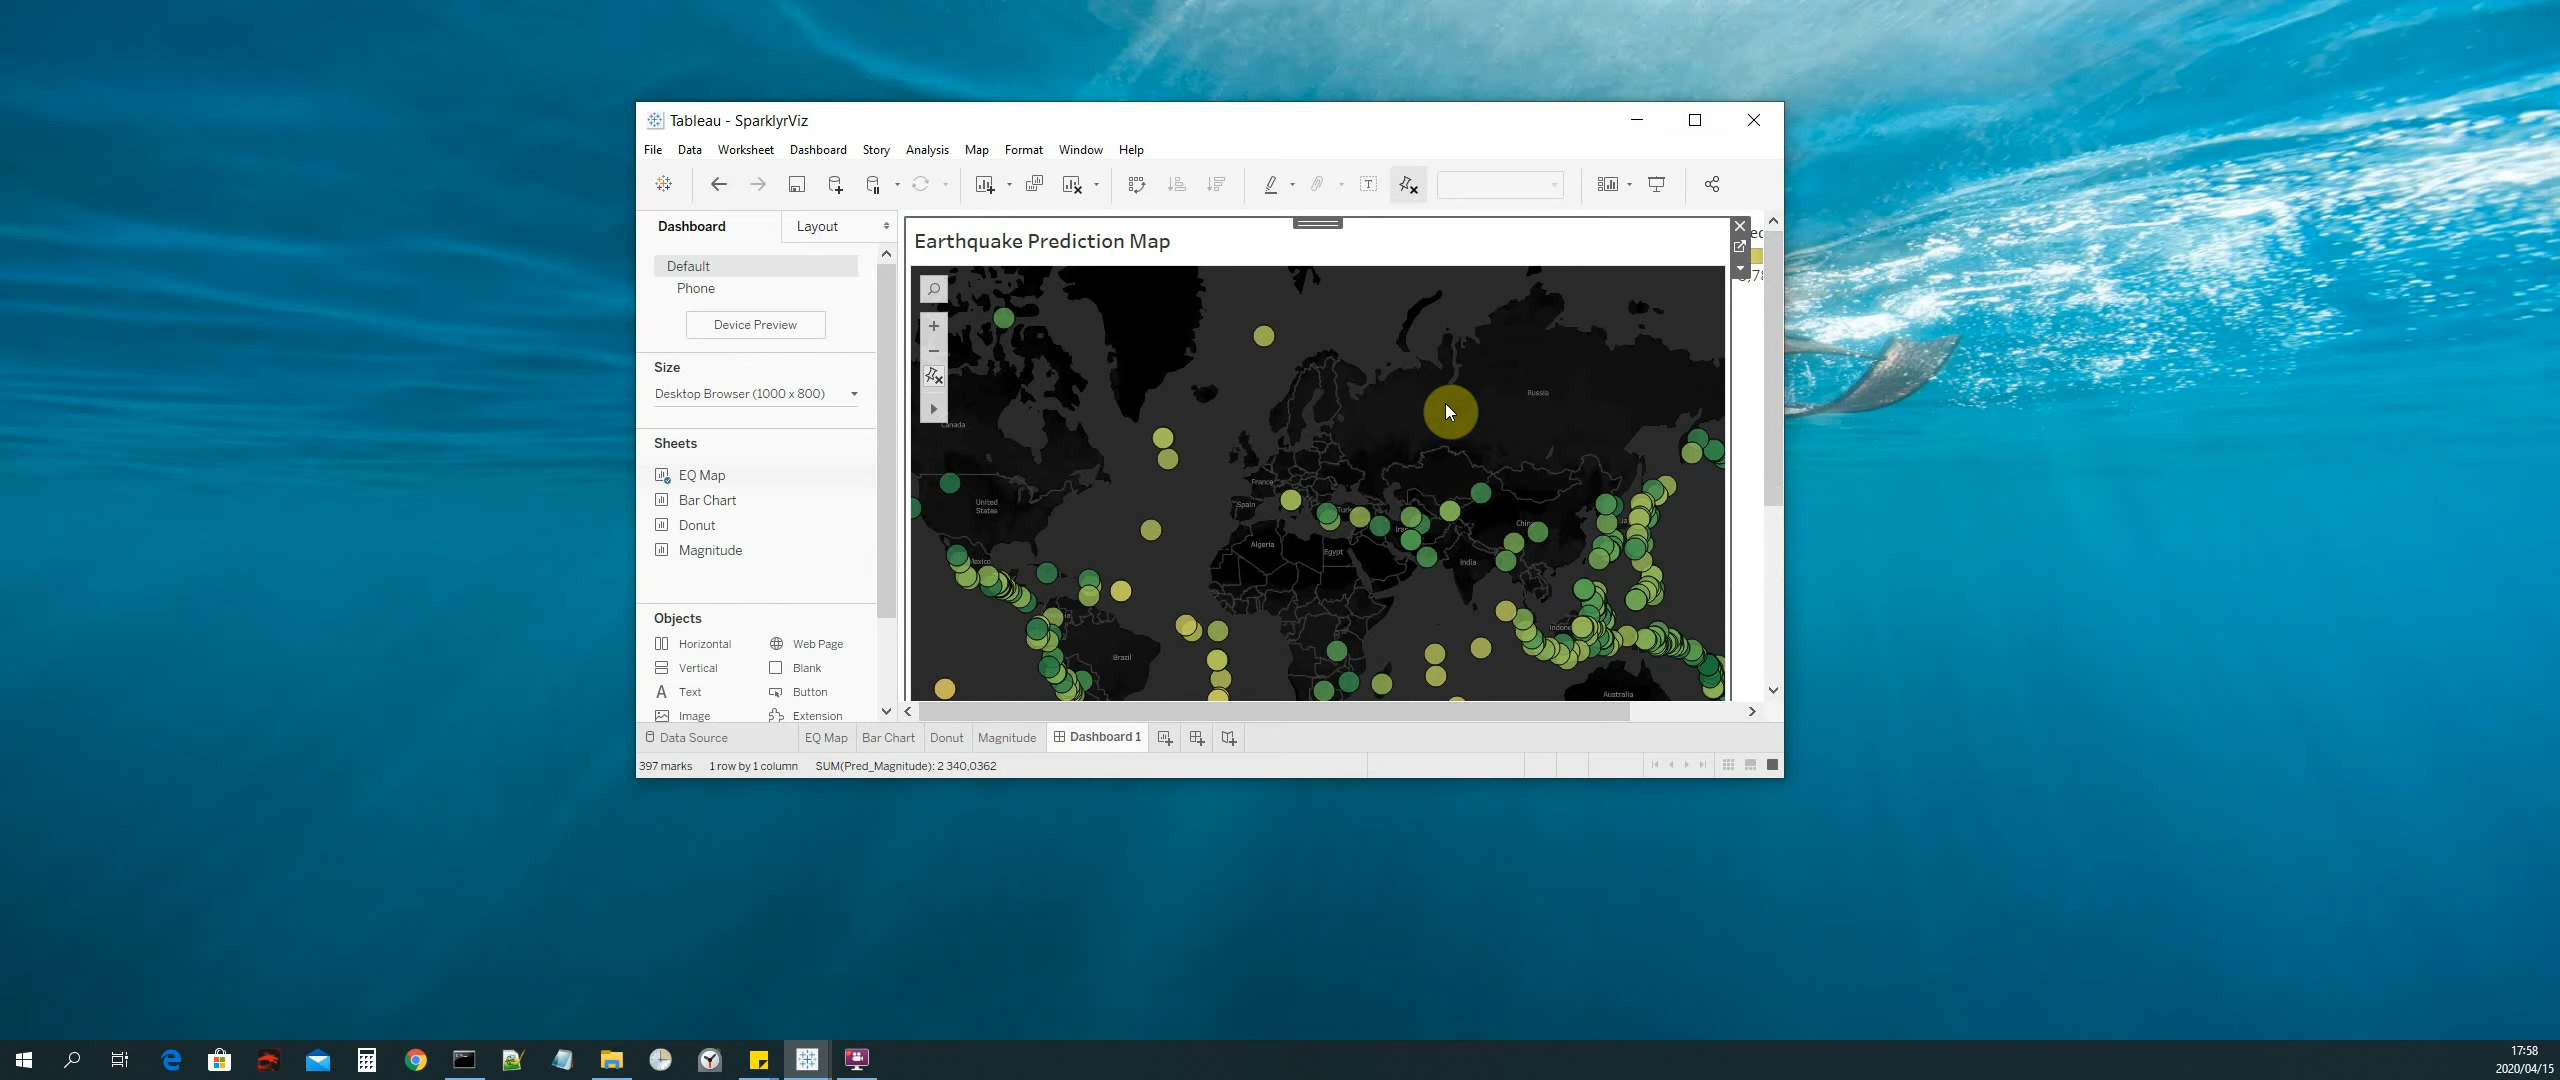 Tableau - SparklyrViz
File Data Worksheet Dashboard Story Analysis Map Format Window Help
Dashboard Layout
Default
Phone
Device Preview
Size
Desktop Browser (1000 x 800)
Sheets
EQ Map
Bar Chart
Donut
Magnitude
Objects
Horizontal Web Page
Vertical Blank
Text Button
Image Extension
Earthquake Prediction Map
Canada
Russia
United
States
France
Spain
Algeria
Egypt
India
Mexico
Brazil
Australia
Data Source EQ Map Bar Chart Donut Magnitude Dashboard 1
397 marks 1 row by 1 column SUM(Pred_Magnitude): 2 340,0362
17:58
2020/04/15